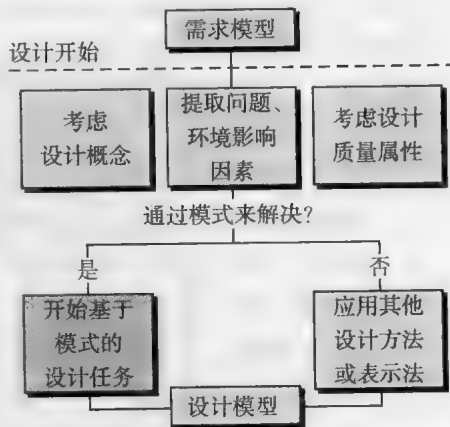 需求模型
设计开始
考虑
设计概念
提取问题、
环境影响
因素
考虑设计
质量属性
通过模式来解决?
是
否
开始基于
模式的
设计任务
应用其他
设计方法
或表示法
设计模型